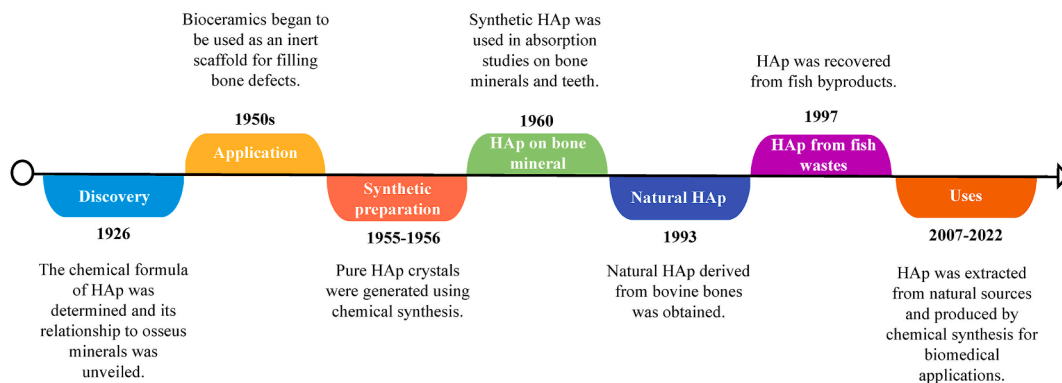 Bioceramics began to
be used as an inert
scaffold for filling
bone defects.
1950s
Application
Synthetic HAp was
used in absorption
studies on bone
minerals and teeth.
1960
HAp on bone
mineral
HAp was recovered
from fish byproducts.
1997
HAp from fish
wastes
Discovery
1926
The chemical formula
of HAp was
determined and its
relationship to osseus
minerals was
unveiled.
Synthetic
preparation
1955-1956
Pure HAp crystals
were generated using
chemical synthesis.
Natural HAp
1993
Natural HAp derived
from bovine bones
was obtained.
Uses
2007-2022
HAp was extracted
from natural sources
and produced by
chemical synthesis for
biomedical
applications.